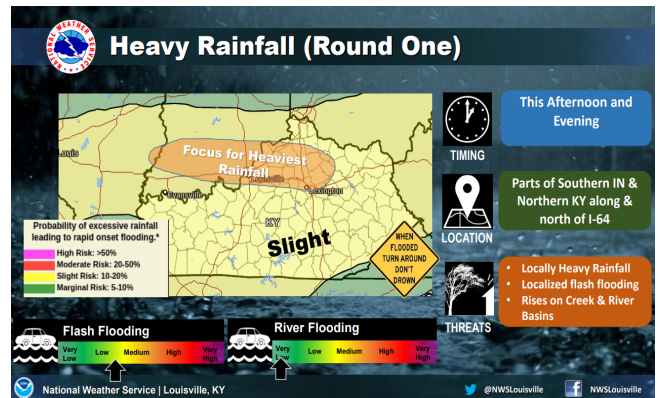 NATIONAL WEATHER SERVICE
Heavy Rainfall (Round One)
Louis
Focus for Heaviest
Rainfall
Louisville
Evansville
Lexington
KY
Slight
Probability of excessive rainfall
leading to rapid onset flooding.*
High Risk: >50%
Moderate Risk: 20-50%
Slight Risk: 10-20%
Marginal Risk: 5-10%
WHEN
FLOODED
TURN AROUND
DON'T
DROWN
TIMING
This Afternoon and
Evening
LOCATION
Parts of Southern IN &
Northern KY along &
north of I-64
THREATS
• Locally Heavy Rainfall
• Localized flash flooding
• Rises on Creek & River
Basins
Flash Flooding
Very Low
Low
Medium
High
Very High
River Flooding
Very Low
Low
Medium
High
Very High
National Weather Service | Louisville, KY
@NWSLouisville
NWSLouisville